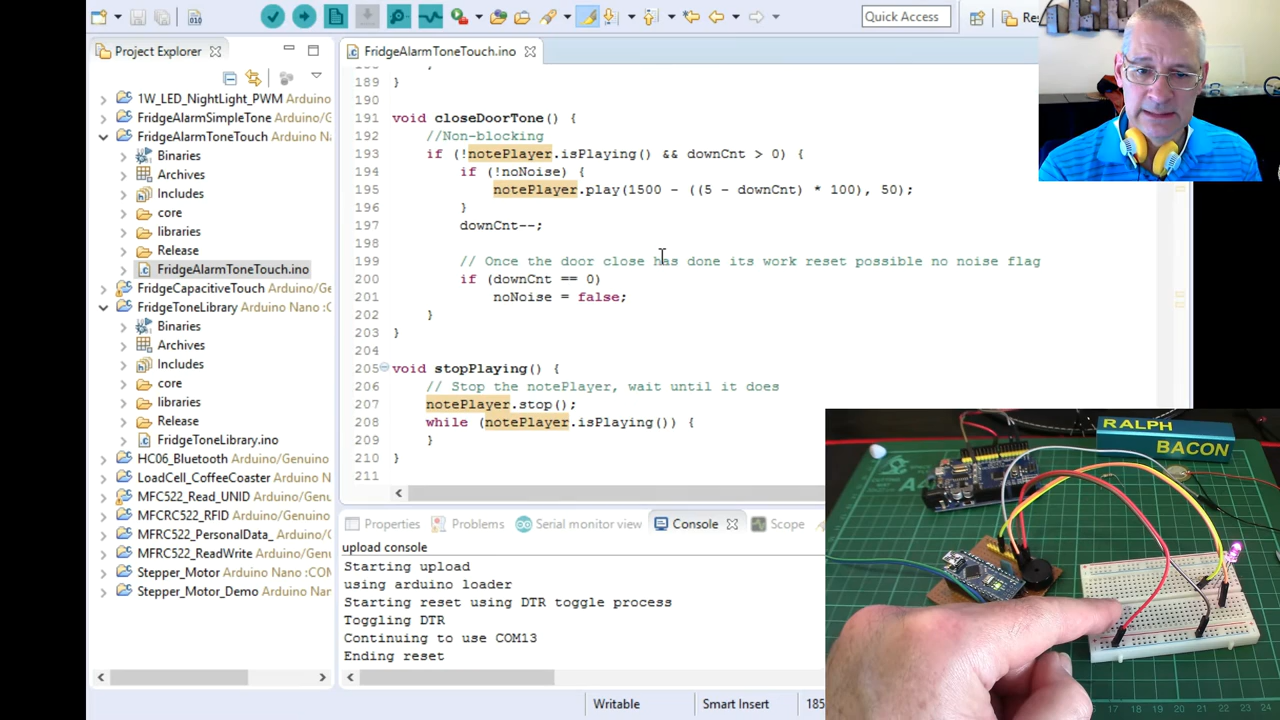 Quick Access
Re
Project Explorer
FridgeAlarmToneTouch.ino
1W_LED_NightLight_PWM Arduino
FridgeAlarmSimpleTone Arduino/G
FridgeAlarmToneTouch Arduino N
Binaries
Archives
Includes
core
libraries
Release
FridgeAlarmToneTouch.ino
FridgeCapacitiveTouch Arduino/Ge
FridgeToneLibrary Arduino Nano :CO
Binaries
Archives
Includes
core
libraries
Release
FridgeToneLibrary.ino
HC06_Bluetooth Arduino/Genuino
LoadCell_CoffeeCoaster Arduino/Ge
MFC522_Read_UNID Arduino/Genui
MFCRC522_RFID Arduino/Genuino
MFRC522_PersonalData_ Arduino/G
MFRC522_ReadWrite Arduino/Genui
Stepper_Motor Arduino Nano :COM
Stepper_Motor_Demo Arduino/Nan
189 }
190
191 void closeDoorTone() {
192 //Non-blocking
193 if (!notePlayer.isPlaying() && downCnt > 0) {
194 if (!noNoise) {
195 notePlayer.play(1500 - ((5 - downCnt) * 100), 50);
196 }
197 downCnt--;
198
199 // Once the door close has done its work reset possible no noise flag
200 if (downCnt == 0)
201 noNoise = false;
202 }
203 }
204
205 void stopPlaying() {
206 // Stop the notePlayer, wait until it does
207 notePlayer.stop();
208 while (notePlayer.isPlaying()) {
209 }
210 }
211
Properties Problems Serial monitor view Console Scope
upload console
Starting upload
using arduino loader
Starting reset using DTR toggle process
Toggling DTR
Continuing to use COM13
Ending reset
Writable Smart Insert 185
RALPH
BACON